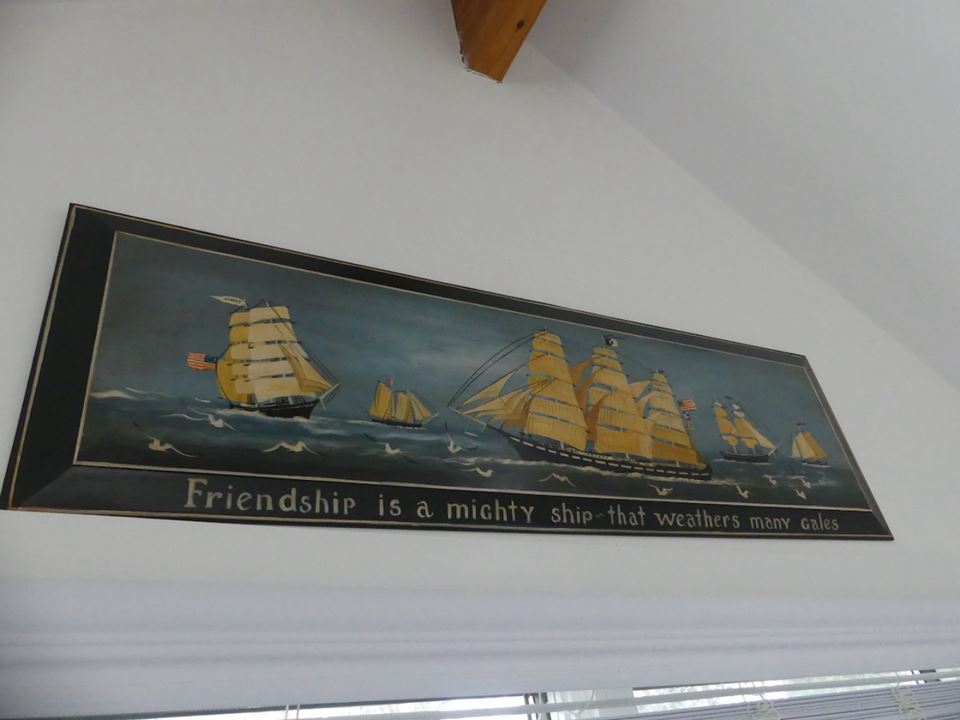 Friendship is a mighty ship~that weathers many gales